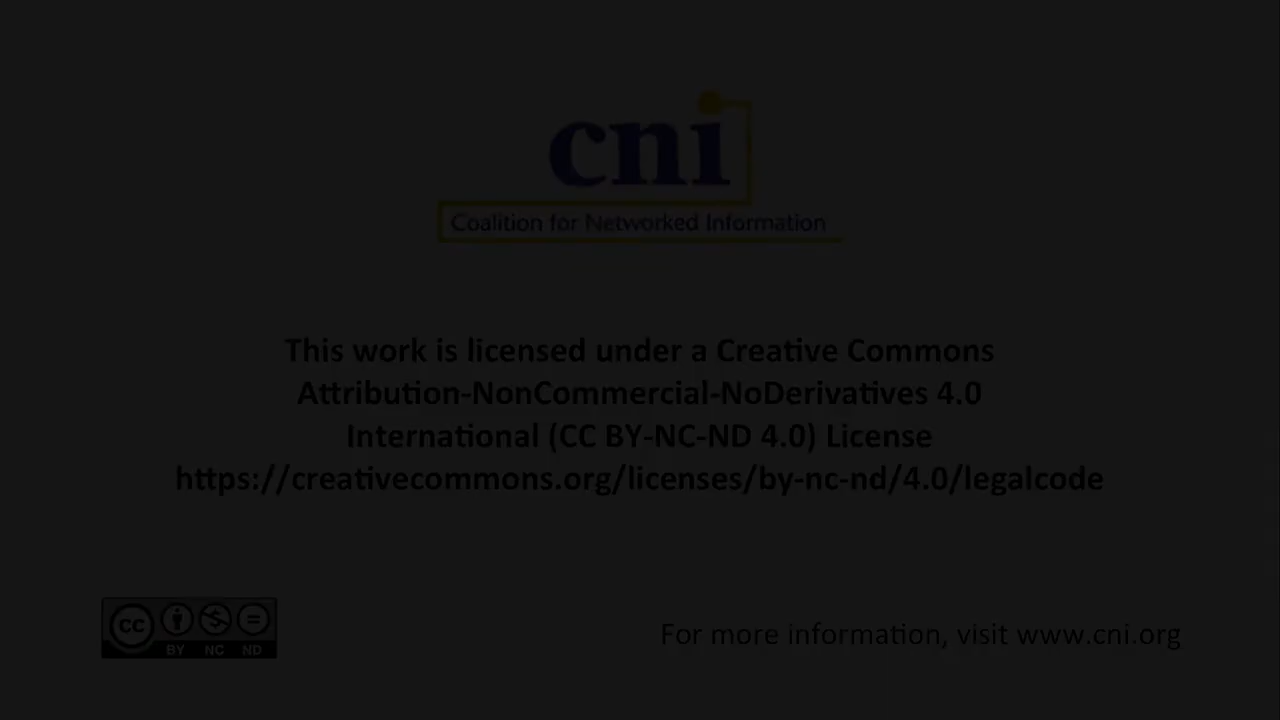 cni
Coalition for Networked Information
This work is licensed under a Creative Commons
Attribution-NonCommercial-NoDerivatives 4.0
International (CC BY-NC-ND 4.0) License
https://creativecommons.org/licenses/by-nc-nd/4.0/legalcode
CC
BY NC ND
For more information, visit www.cni.org